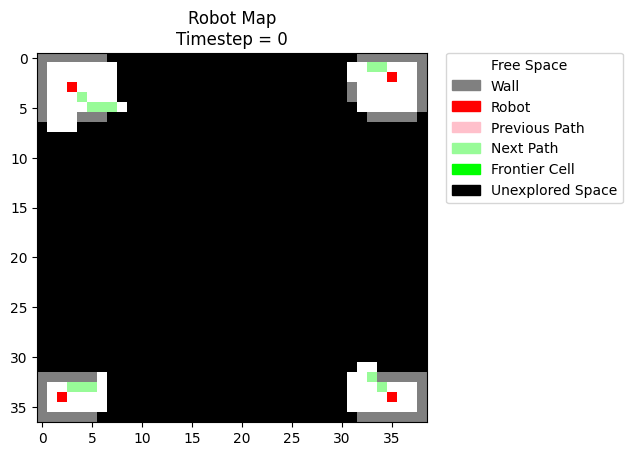 Robot Map
Timestep = 0
0
5
10
15
20
25
30
35
0
5
10
15
20
25
30
35
Free Space
Wall
Robot
Previous Path
Next Path
Frontier Cell
Unexplored Space